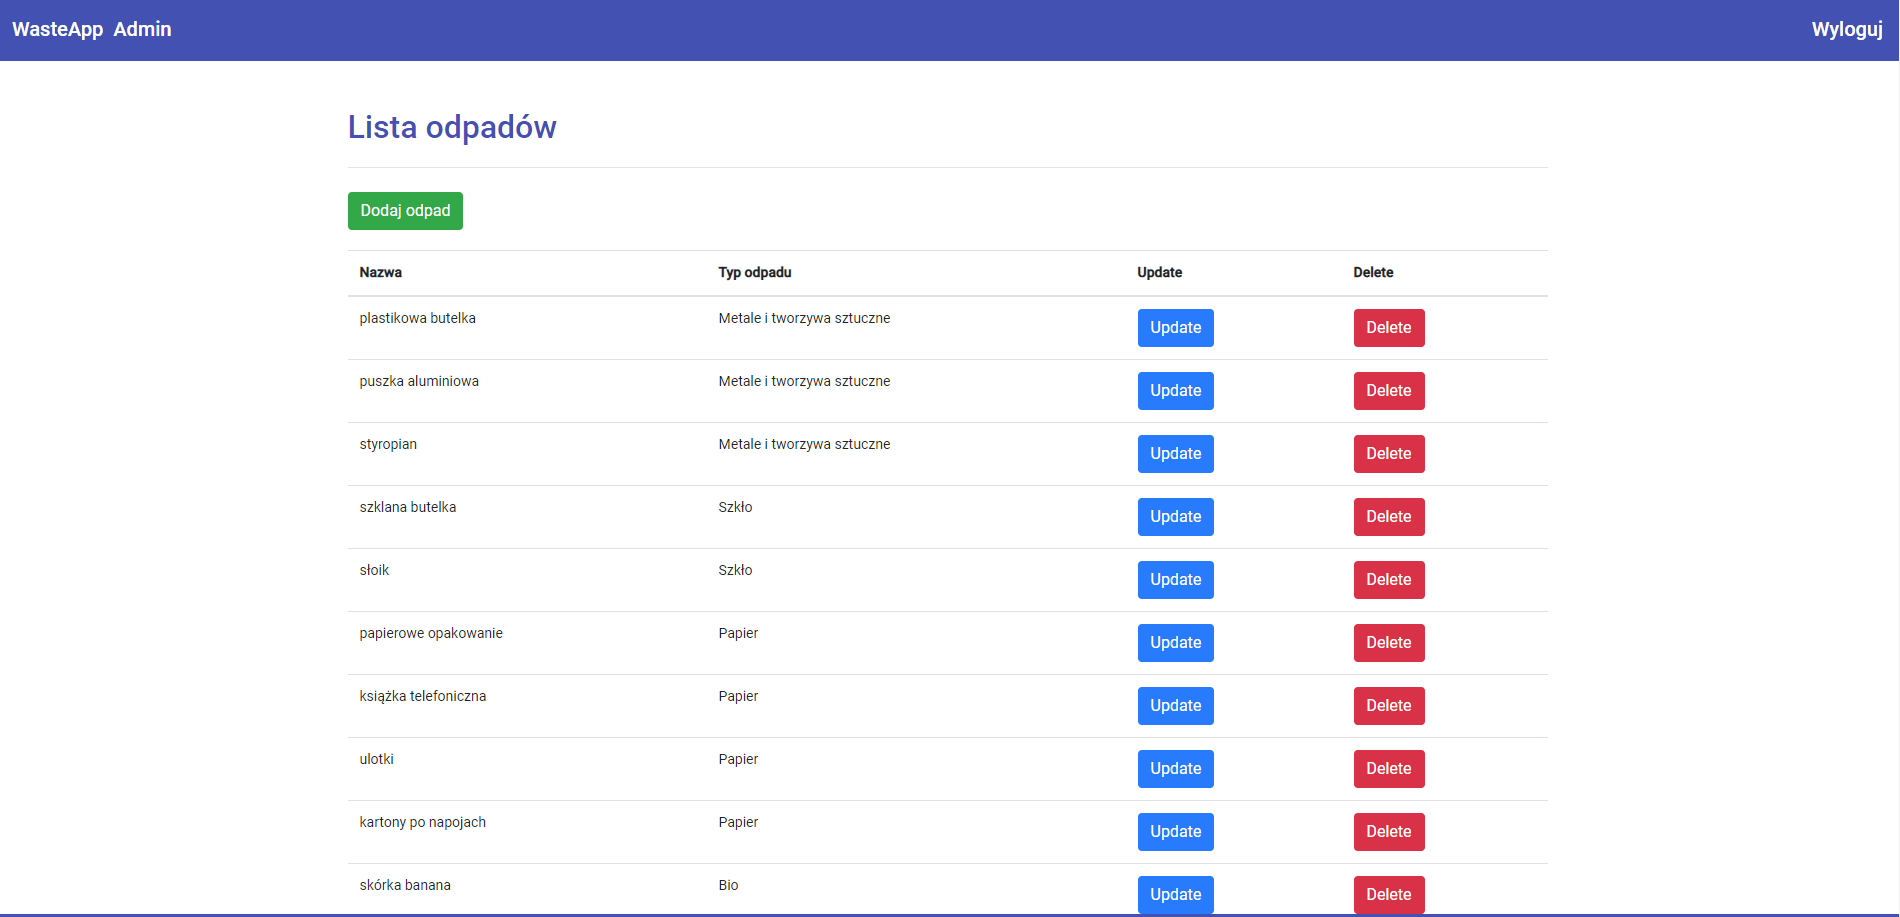 WasteApp Admin Wyloguj
Lista odpadów
Dodaj odpad
Nazwa Typ odpadu Update Delete
plastikowa butelka Metale i tworzywa sztuczne Update Delete
puszka aluminiowa Metale i tworzywa sztuczne Update Delete
styropian Metale i tworzywa sztuczne Update Delete
szklana butelka Szkło Update Delete
słoik Szkło Update Delete
papierowe opakowanie Papier Update Delete
książka telefoniczna Papier Update Delete
ulotki Papier Update Delete
kartony po napojach Papier Update Delete
skórka banana Bio Update Delete